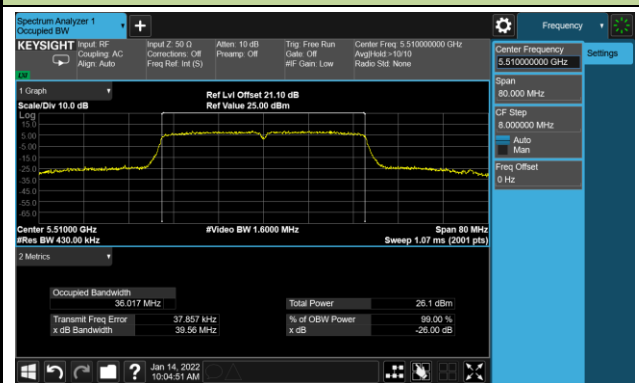 Spectrum Analyzer 1
Occupied BW
Frequency
KEYSIGHT
Input: RF
Coupling: AC
Align: Auto
Input Z: 50 Ω
Corrections: Off
Freq Ref: Int (S)
Atten: 10 dB
Preamp: Off
Trig: Free Run
Gate: Off
#IF Gain: Low
Center Freq: 5.510000000 GHz
Avg|Hold:>10/10
Radio Std: None
Center Frequency
5.510000000 GHz
Settings
Span
80.000 MHz
CF Step
8.000000 MHz
Auto
Man
Freq Offset
0 Hz
1 Graph
Scale/Div 10.0 dB
Ref Lvl Offset 21.10 dB
Ref Value 25.00 dBm
Log
15.0
5.00
-5.00
-15.0
-25.0
-35.0
-45.0
-55.0
-65.0
Center 5.51000 GHz
#Res BW 430.00 kHz
#Video BW 1.6000 MHz
Span 80 MHz
Sweep 1.07 ms (2001 pts)
2 Metrics
Occupied Bandwidth
36.017 MHz
Total Power 26.1 dBm
Transmit Freq Error 37.857 kHz
% of OBW Power 99.00 %
x dB Bandwidth 39.56 MHz
x dB -26.00 dB
Jan 14, 2022
10:04:51 AM